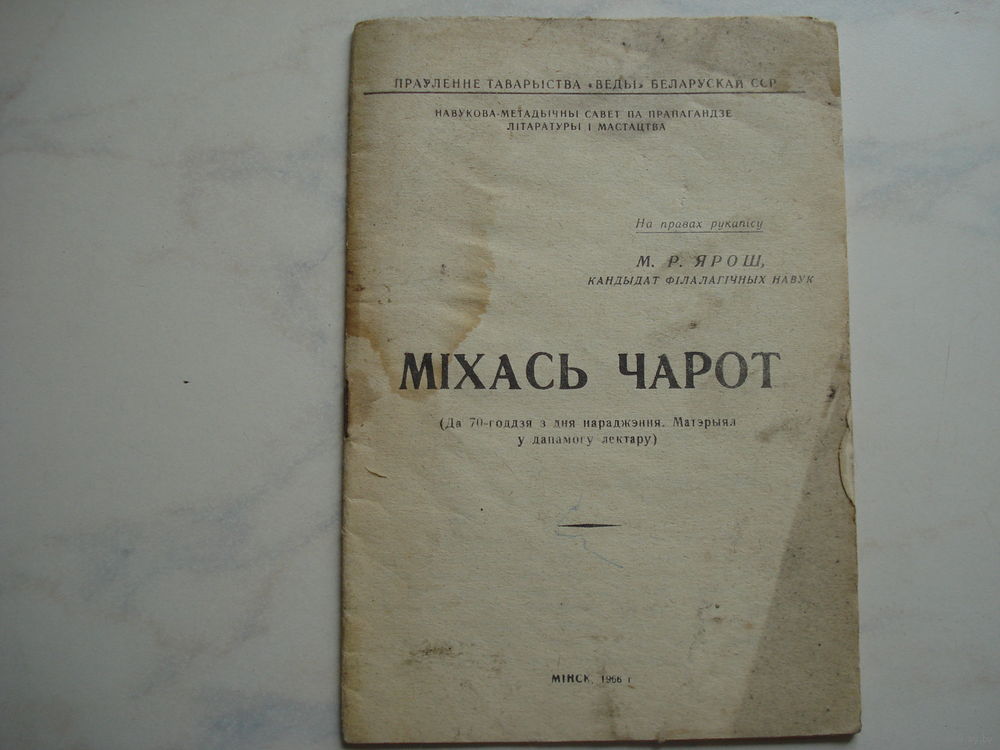 ПРАЎЛЕННЕ ТАВАРЫСТВА «ВЕДЫ» БЕЛАРУСКАЙ ССР
НАВУКОВА-МЕТАДЫЧНЫ САВЕТ ПА ПРАПАГАНДЗЕ
ЛІТАРАТУРЫ І МАСТАЦТВА
На правах рукапісу
М. Р. ЯРОШ,
КАНДЫДАТ ФІЛАЛАГІЧНЫХ НАВУК
МІХАСЬ ЧАРОТ
(Да 70-годдзя з дня нараджэння. Матэрыял
у дапамогу лектару)
МІНСК, 1966 г